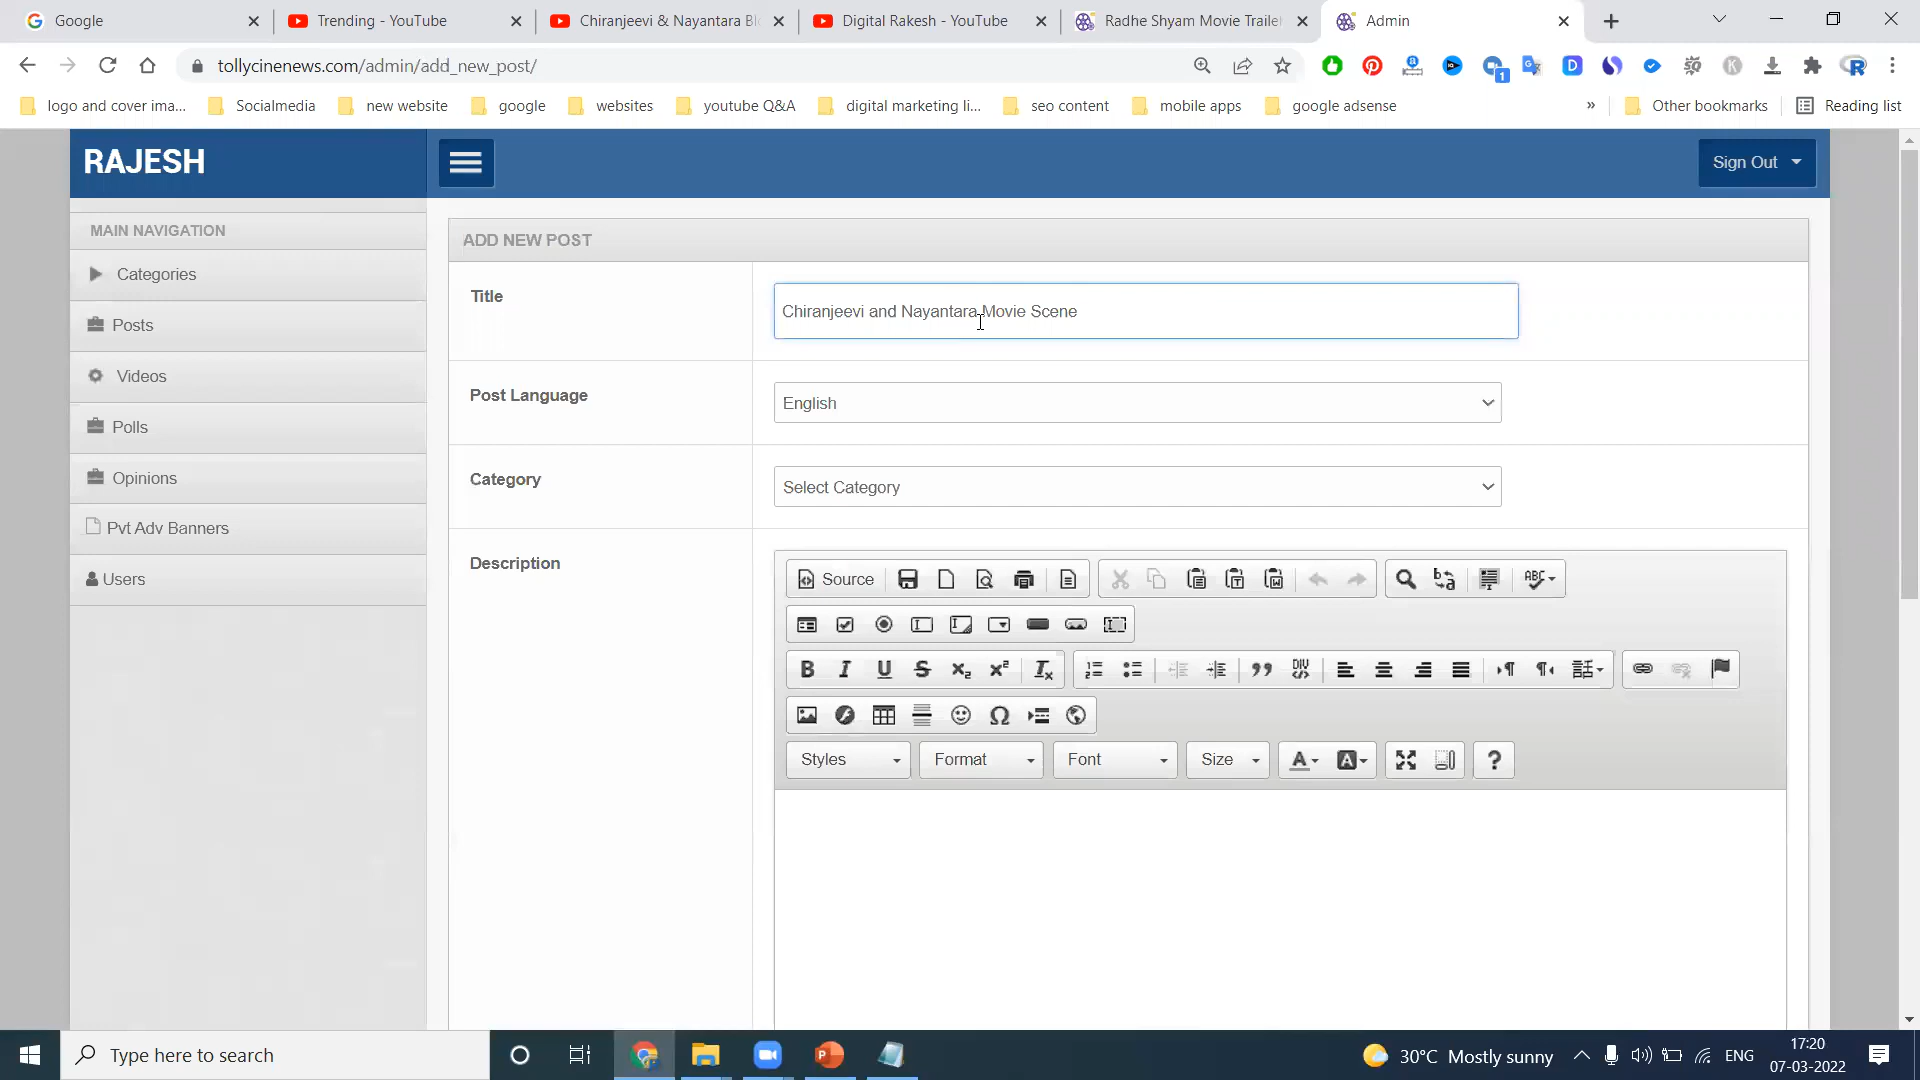 Google
Trending - YouTube
Chiranjeevi & Nayantara Bl
Digital Rakesh - YouTube
Radhe Shyam Movie Traile
Admin
tollycinenews.com/admin/add_new_post/
logo and cover ima...
Socialmedia
new website
google
websites
youtube Q&A
digital marketing li...
seo content
mobile apps
google adsense
»
Other bookmarks
Reading list
RAJESH
Sign Out
MAIN NAVIGATION
Categories
Posts
Videos
Polls
Opinions
Pvt Adv Banners
Users
ADD NEW POST
Title
Chiranjeevi and Nayantara Movie Scene
Post Language
English
Category
Select Category
Description
Source
Styles
Format
Font
Size
Type here to search
30°C Mostly sunny
ENG
17:20
07-03-2022